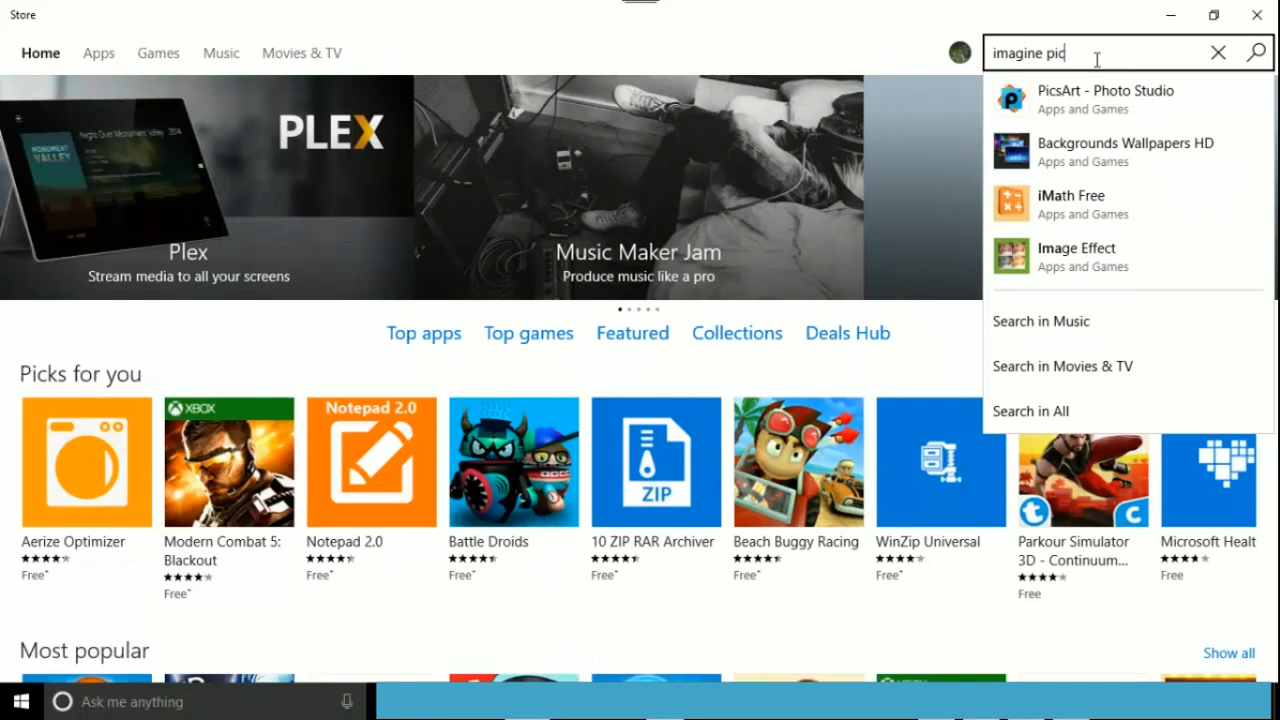 Store
Home Apps Games Music Movies & TV
imagine pic
PicsArt - Photo Studio
Apps and Games
Backgrounds Wallpapers HD
Apps and Games
iMath Free
Apps and Games
Image Effect
Apps and Games
Search in Music
Search in Movies & TV
Search in All
MONUMENT
VALLEY
PLEX
Plex
Stream media to all your screens
Music Maker Jam
Produce music like a pro
Top apps Top games Featured Collections Deals Hub
Picks for you
XBOX
Notepad 2.0
ZIP
Aerize Optimizer
Free*
Modern Combat 5:
Blackout
Free*
Notepad 2.0
Free*
Battle Droids
Free*
10 ZIP RAR Archiver
Free*
Beach Buggy Racing
Free*
WinZip Universal
Free*
Parkour Simulator
3D - Continuum...
Free
Microsoft Healt
Free
Most popular
Show all
Ask me anything